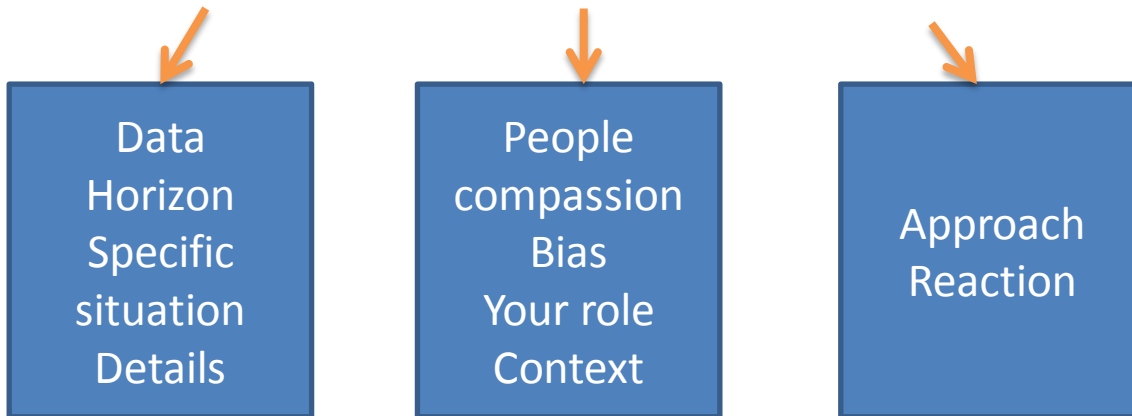 Data
Horizon
Specific
situation
Details
People
compassion
Bias
Your role
Context
Approach
Reaction